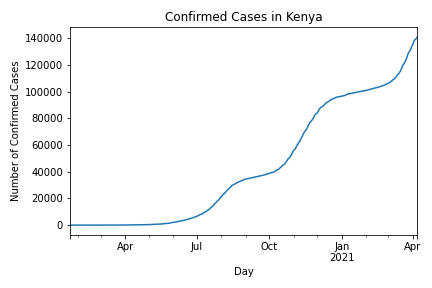 Confirmed Cases in Kenya
Number of Confirmed Cases
140000
120000
100000
80000
60000
40000
20000
0
Apr Jul Oct Jan Apr
2021
Day